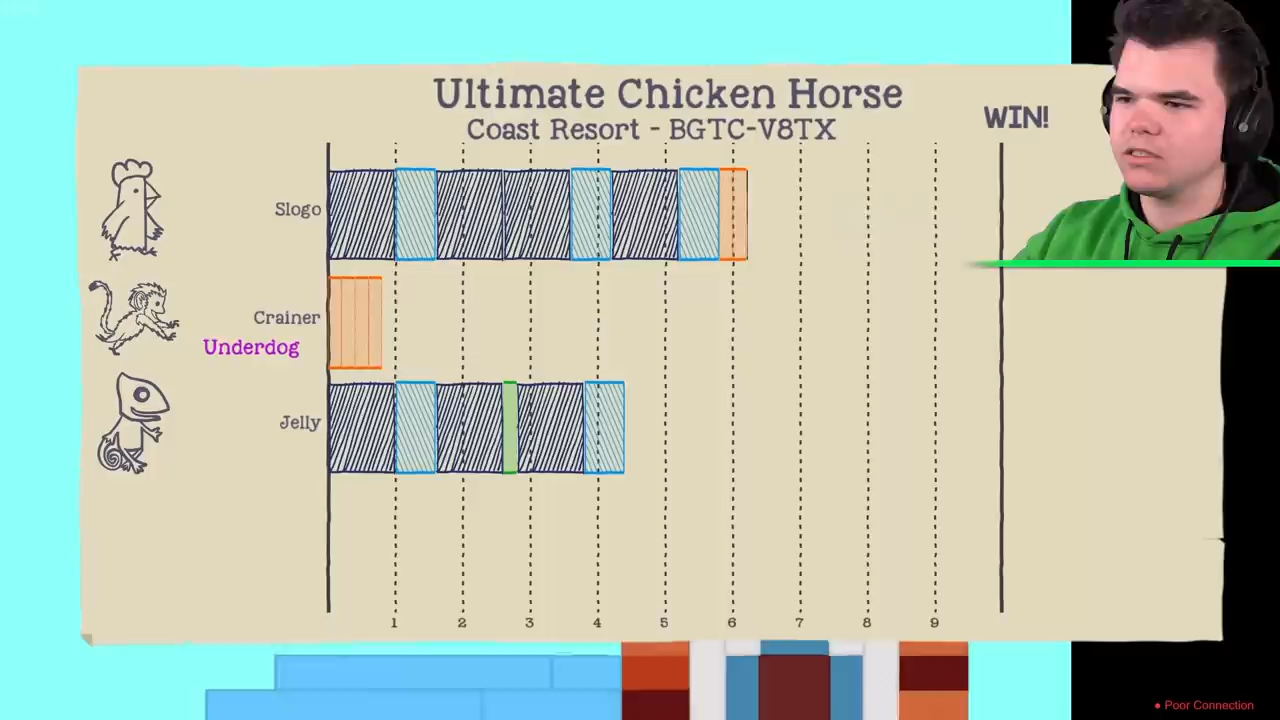 Ultimate Chicken Horse
Coast Resort - BGTC-V8TX
WIN!
Slogo
Crainer
Underdog
Jelly
1 2 3 4 5 6 7 8 9
● Poor Connection